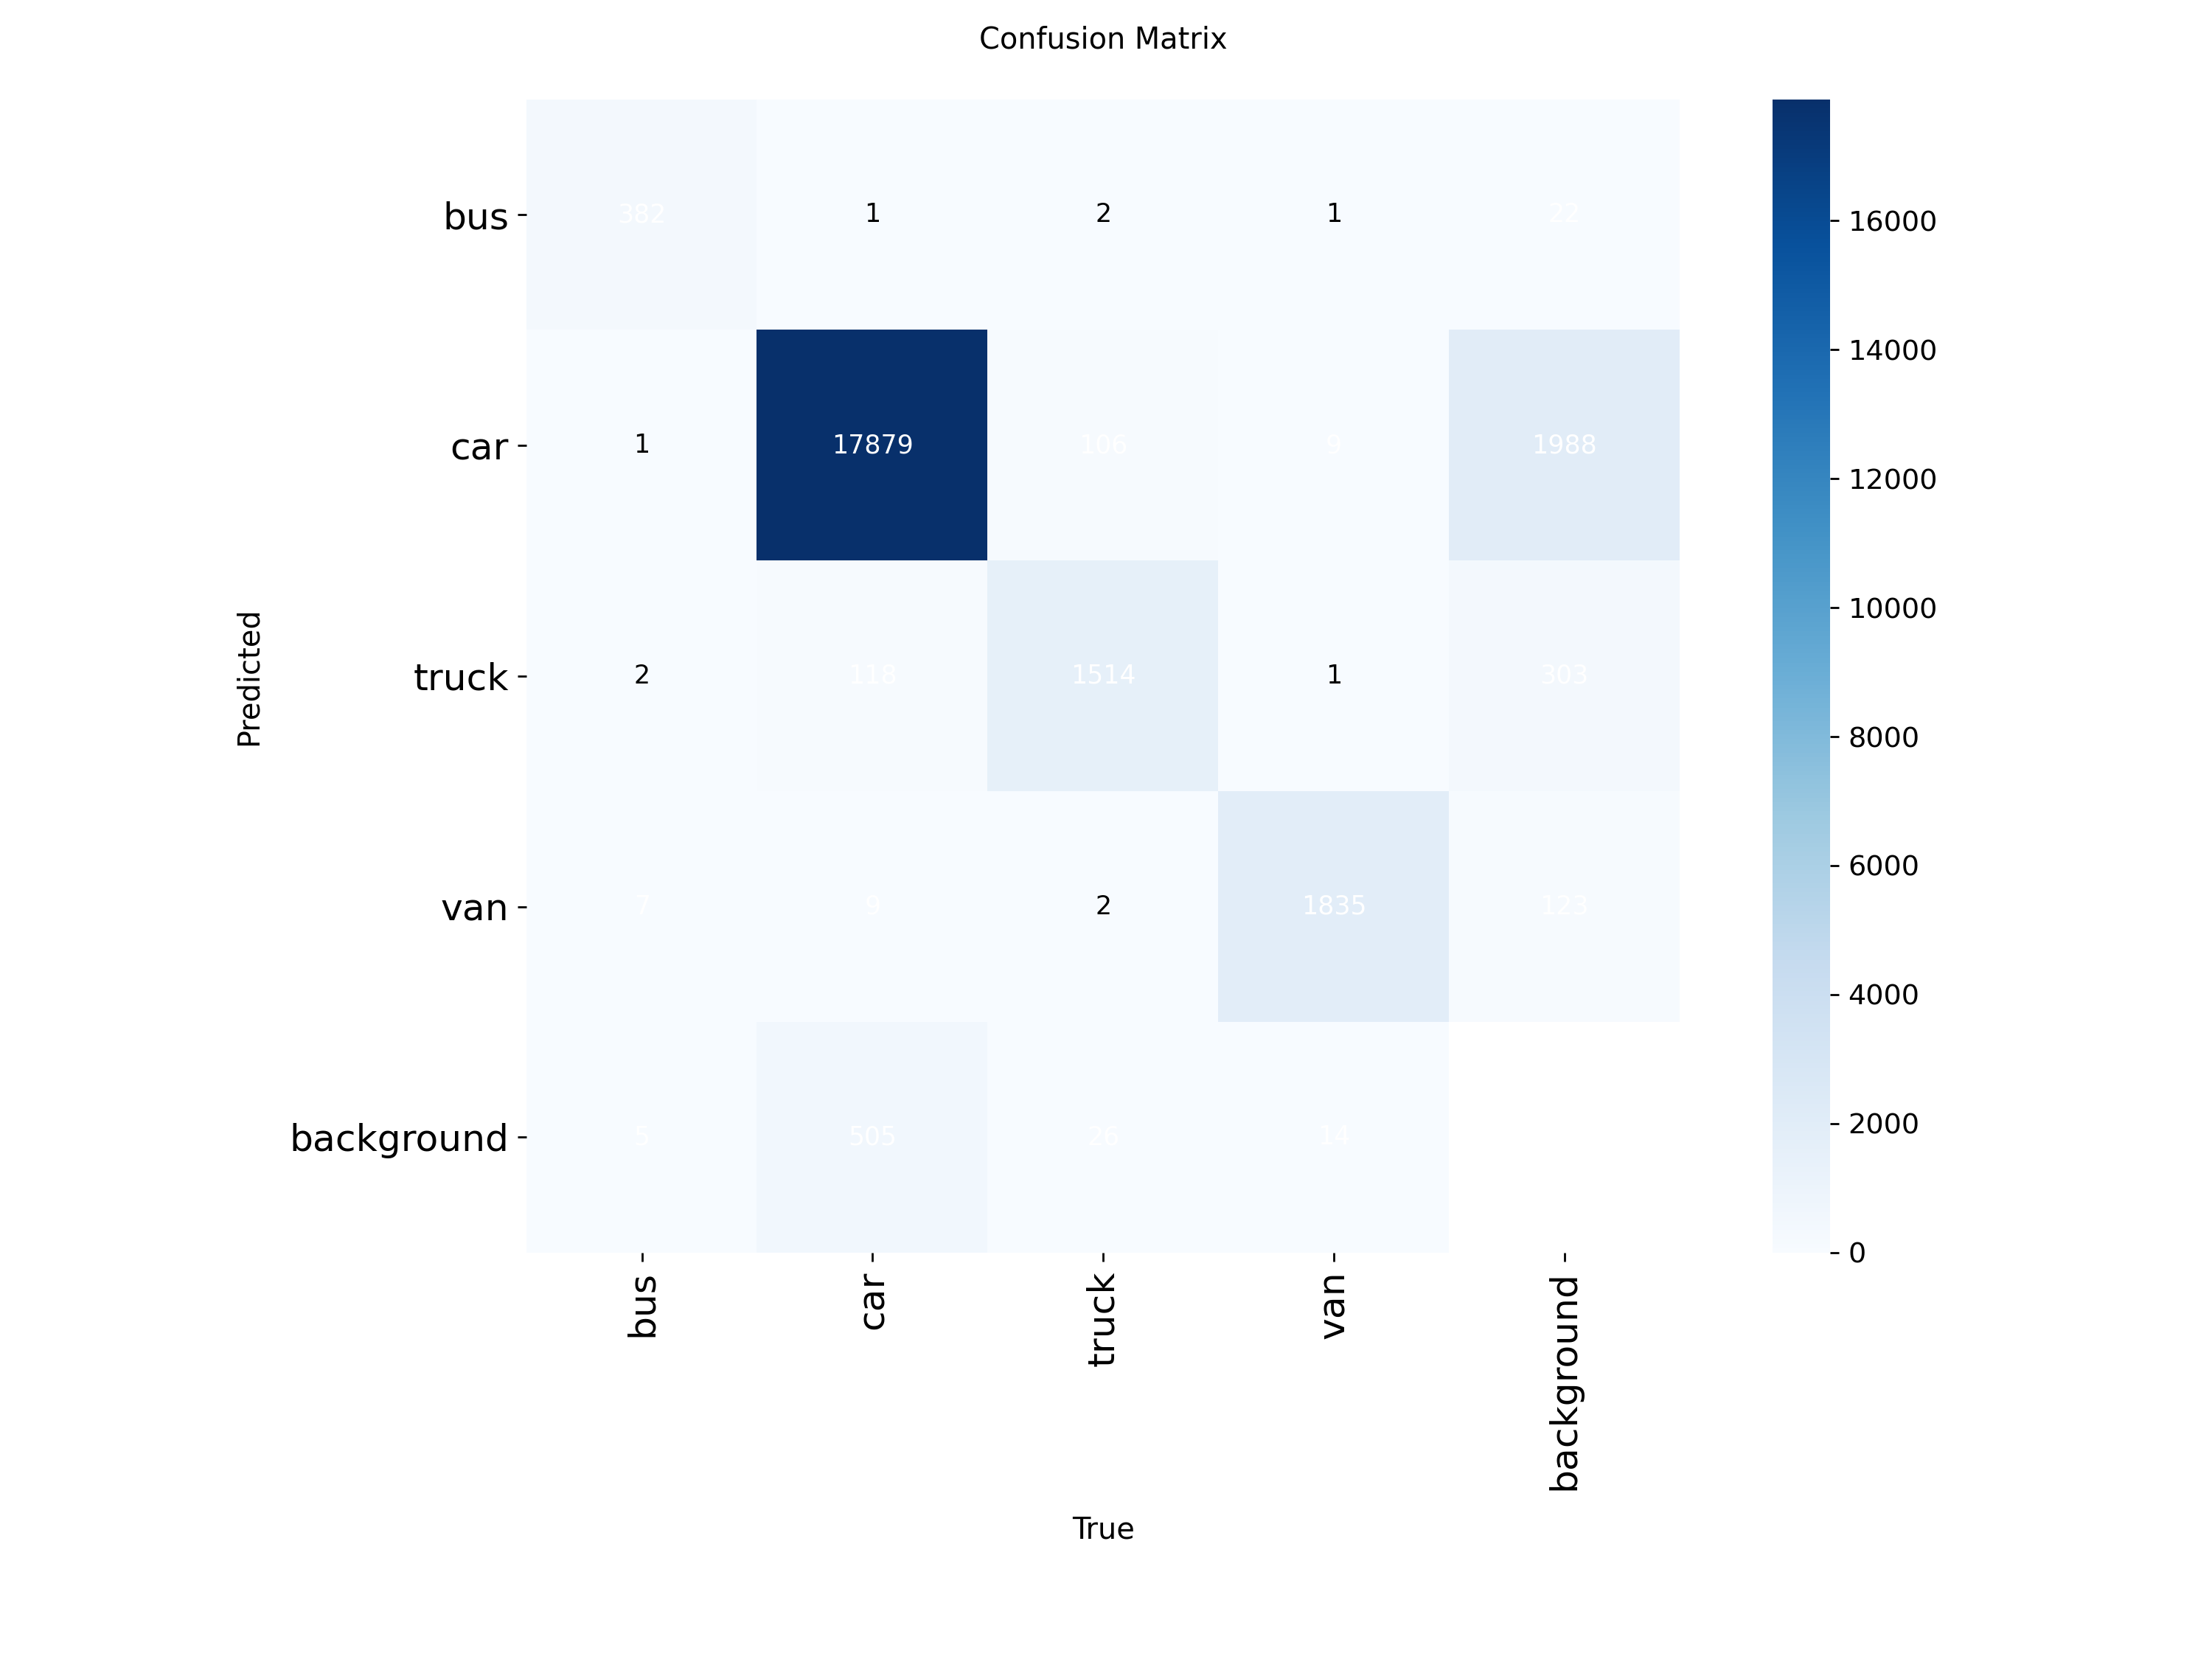 Confusion Matrix
bus 382 1 2 1 22
car 1 17879 106 9 1988
truck 2 118 1514 1 303
van 7 9 2 1835 123
background 5 505 26 14
Predicted
bus car truck van background
True
16000
14000
12000
10000
8000
6000
4000
2000
0